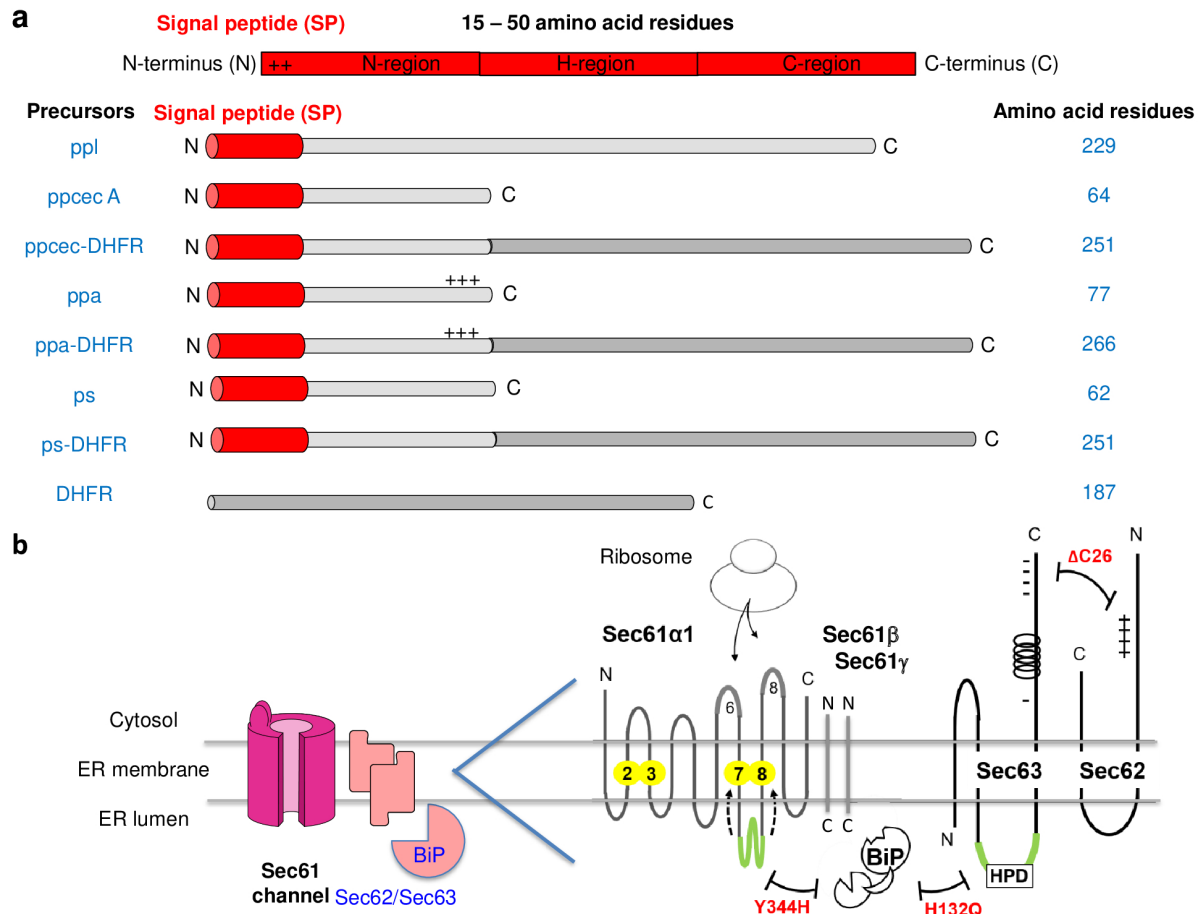 a
Signal peptide (SP) 15 – 50 amino acid residues
N-terminus (N) ++ N-region H-region C-region C-terminus (C)
Precursors Signal peptide (SP) Amino acid residues
ppl N C 229
ppcec A N C 64
ppcec-DHFR N C 251
ppa N +++ C 77
ppa-DHFR N +++ C 266
ps N C 62
ps-DHFR N C 251
DHFR C 187
b
Ribosome
C N
ΔC26
Sec61α1
Sec61β
Sec61γ
N 6 8 C N N
C
++++
Cytosol
ER membrane
ER lumen
2 3 7 8
Sec63 Sec62
C C
N
BiP
BiP
HPD
Sec61
channel Sec62/Sec63
Y344H H132Q